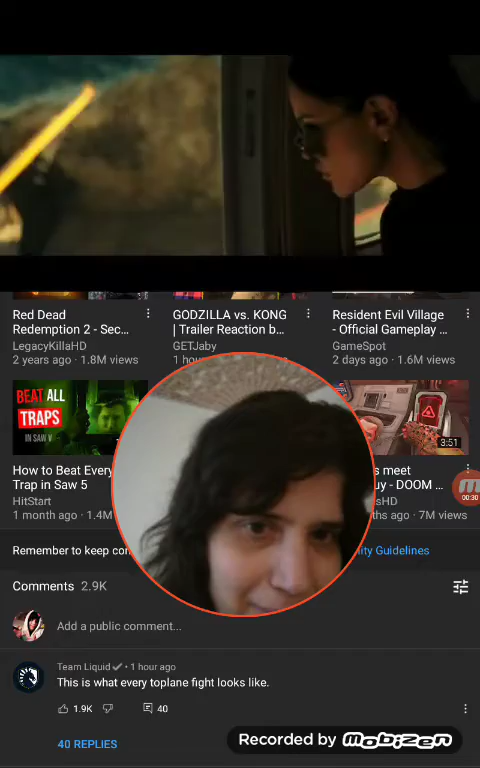 Red Dead
Redemption 2 - Sec...
LegacyKillaHD
2 years ago · 1.8M views
GODZILLA vs. KONG
| Trailer Reaction b...
GETJaby
Resident Evil Village
- Official Gameplay ...
GameSpot
2 days ago · 1.6M views
BEAT ALL
TRAPS
IN SAW V
How to Beat Every
Trap in Saw 5
HitStart
1 month ago · 1.4M
3:51
s meet
- DOOM ...
HD
ago · 7M views
00:30
Remember to keep
Guidelines
Comments 2.9K
Add a public comment...
Team Liquid • 1 hour ago
This is what every toplane fight looks like.
1.9K 40
40 REPLIES
Recorded by mobizen